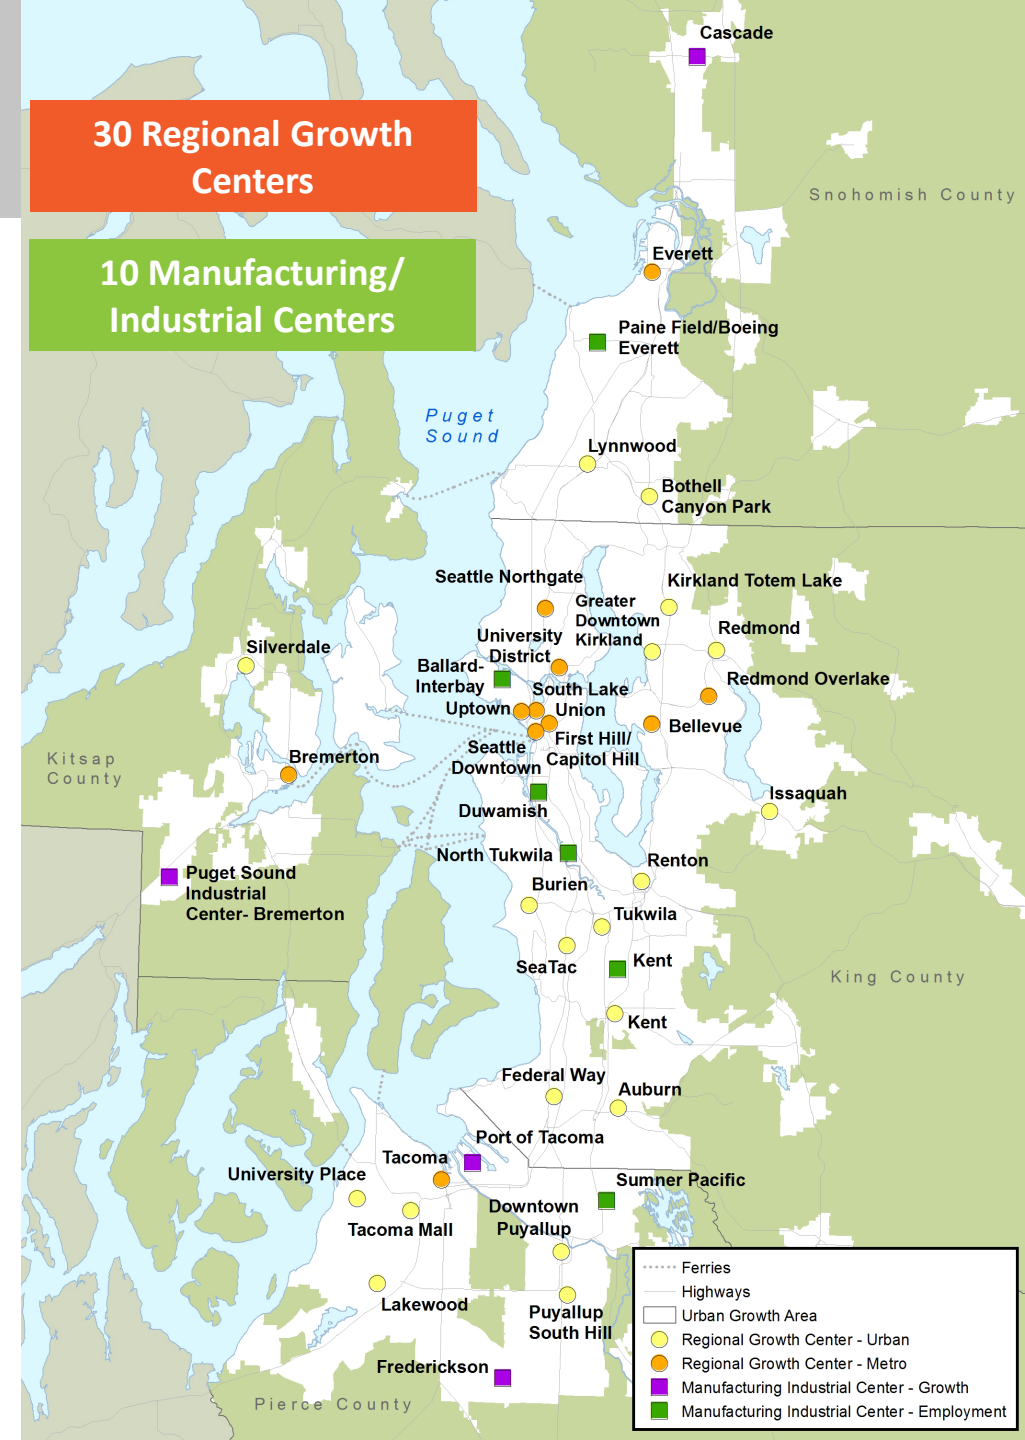 30 Regional Growth
Centers
10 Manufacturing/
Industrial Centers
Cascade
Snohomish County
Everett
Paine Field/Boeing
Everett
Puget
Sound
Lynnwood
Bothell
Canyon Park
Seattle Northgate
Kirkland Totem Lake
Greater
Downtown
Kirkland
Redmond
University
District
Silverdale
Ballard-
Interbay
Redmond Overlake
South Lake
Union
Uptown
Bellevue
First Hill/
Capitol Hill
Seattle
Downtown
Kitsap
County
Bremerton
Issaquah
Duwamish
North Tukwila
Renton
Puget Sound
Industrial
Center- Bremerton
Burien
Tukwila
SeaTac
Kent
King County
Kent
Federal Way
Auburn
Port of Tacoma
Tacoma
University Place
Sumner Pacific
Downtown
Puyallup
Tacoma Mall
Lakewood
Puyallup
South Hill
Frederickson
Pierce County
Ferries
Highways
Urban Growth Area
Regional Growth Center - Urban
Regional Growth Center - Metro
Manufacturing Industrial Center - Growth
Manufacturing Industrial Center - Employment